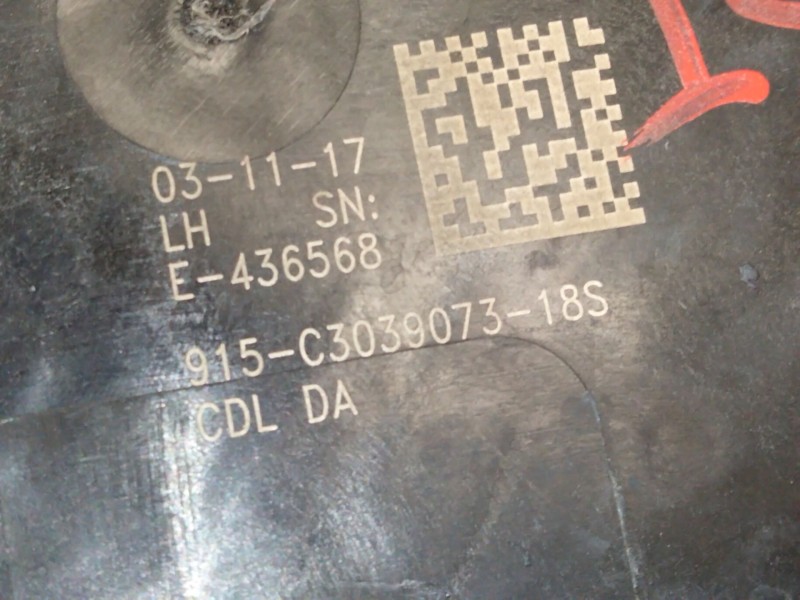 03-11-17
LH SN:
E-436568
915-C3039073-18S
CDL DA